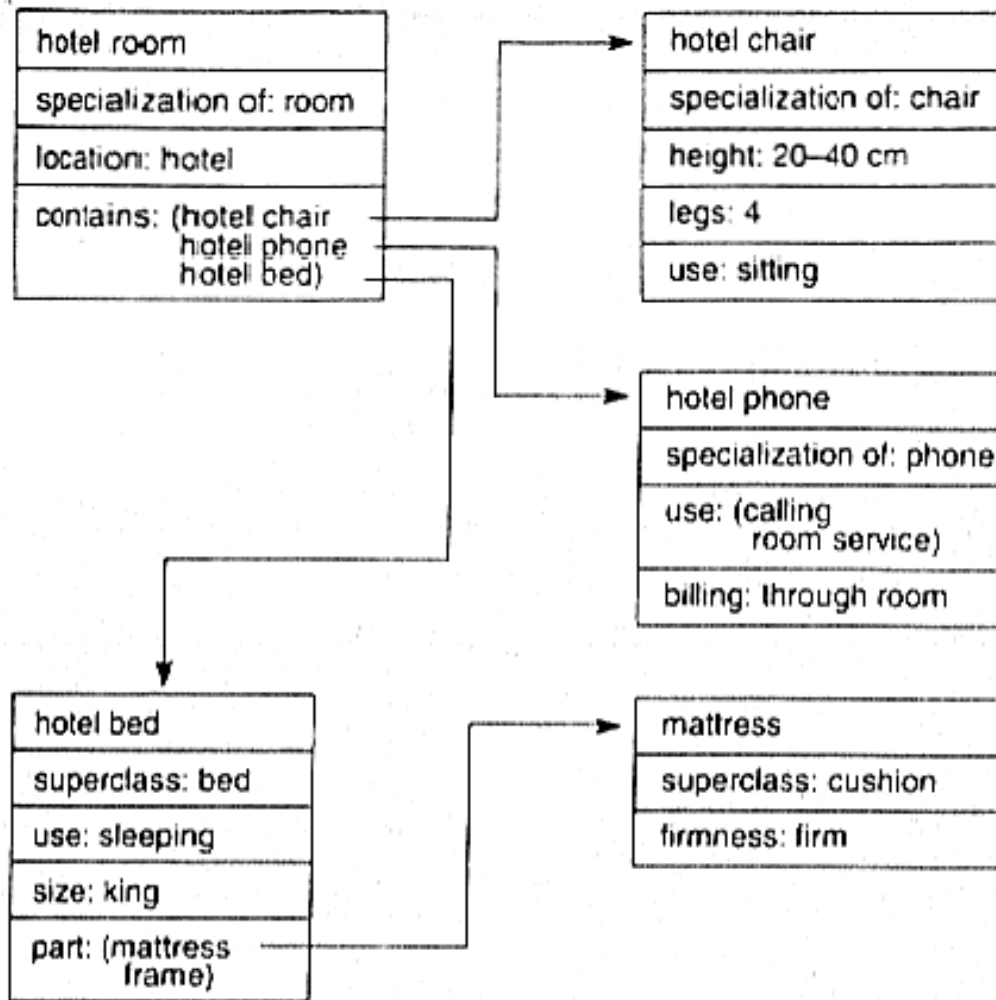 hotel room
specialization of: room
location: hotel
contains: (hotel chair
hotel phone
hotel bed)
hotel chair
specialization of: chair
height: 20–40 cm
legs: 4
use: sitting
hotel phone
specialization of: phone
use: (calling
room service)
billing: through room
hotel bed
superclass: bed
use: sleeping
size: king
part: (mattress
frame)
mattress
superclass: cushion
firmness: firm